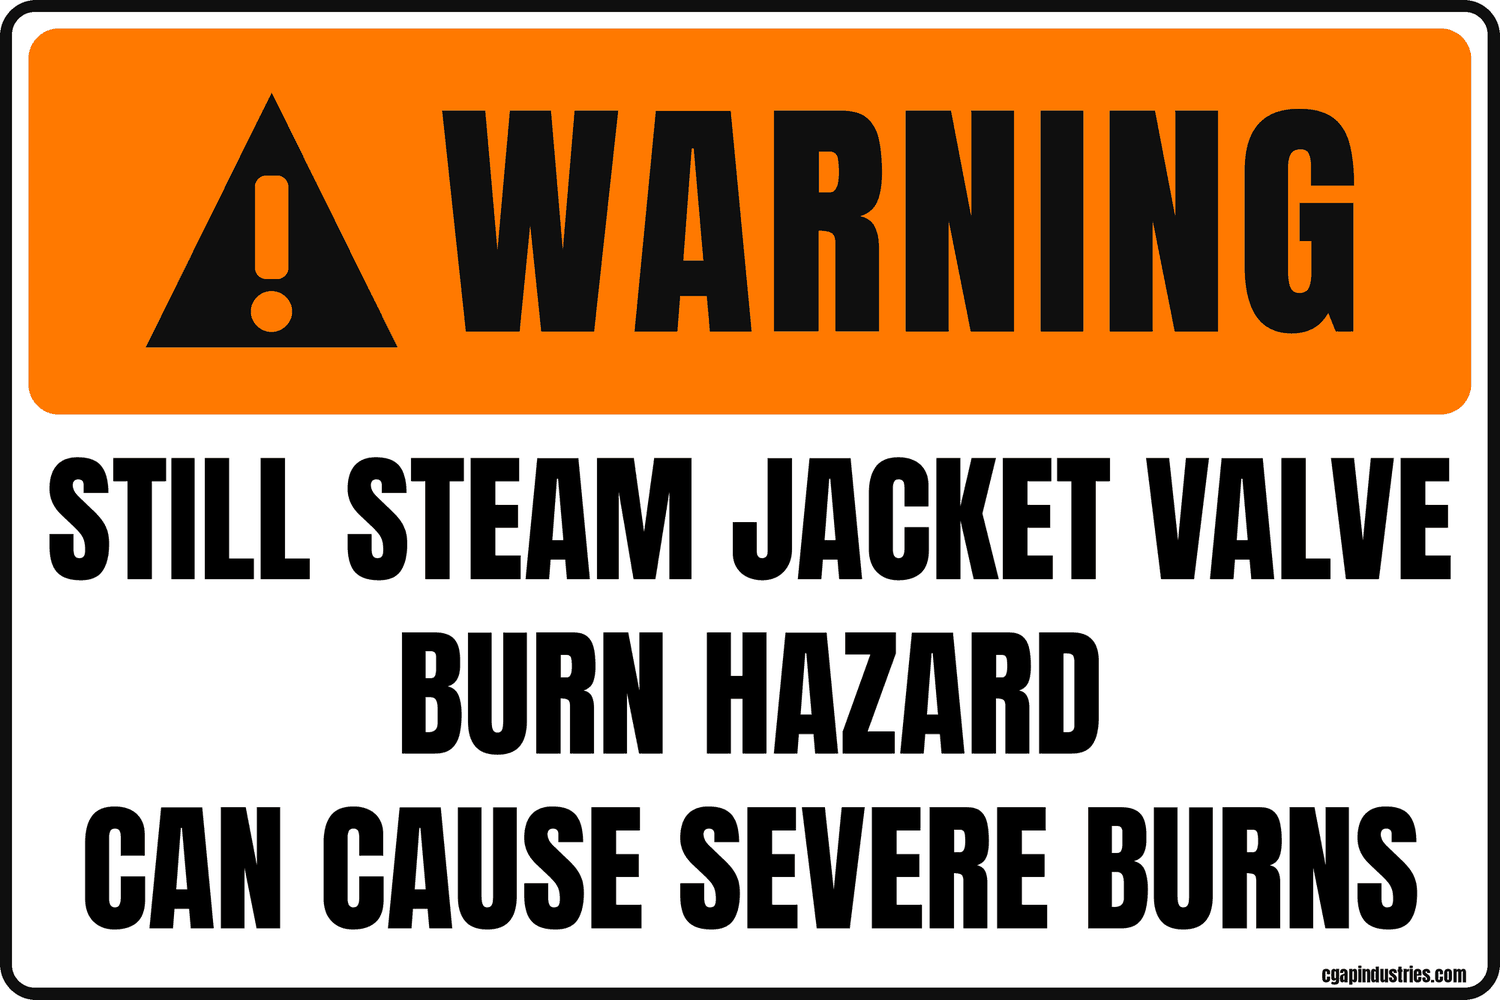 WARNING
STILL STEAM JACKET VALVE
BURN HAZARD
CAN CAUSE SEVERE BURNS
cgapindustries.com